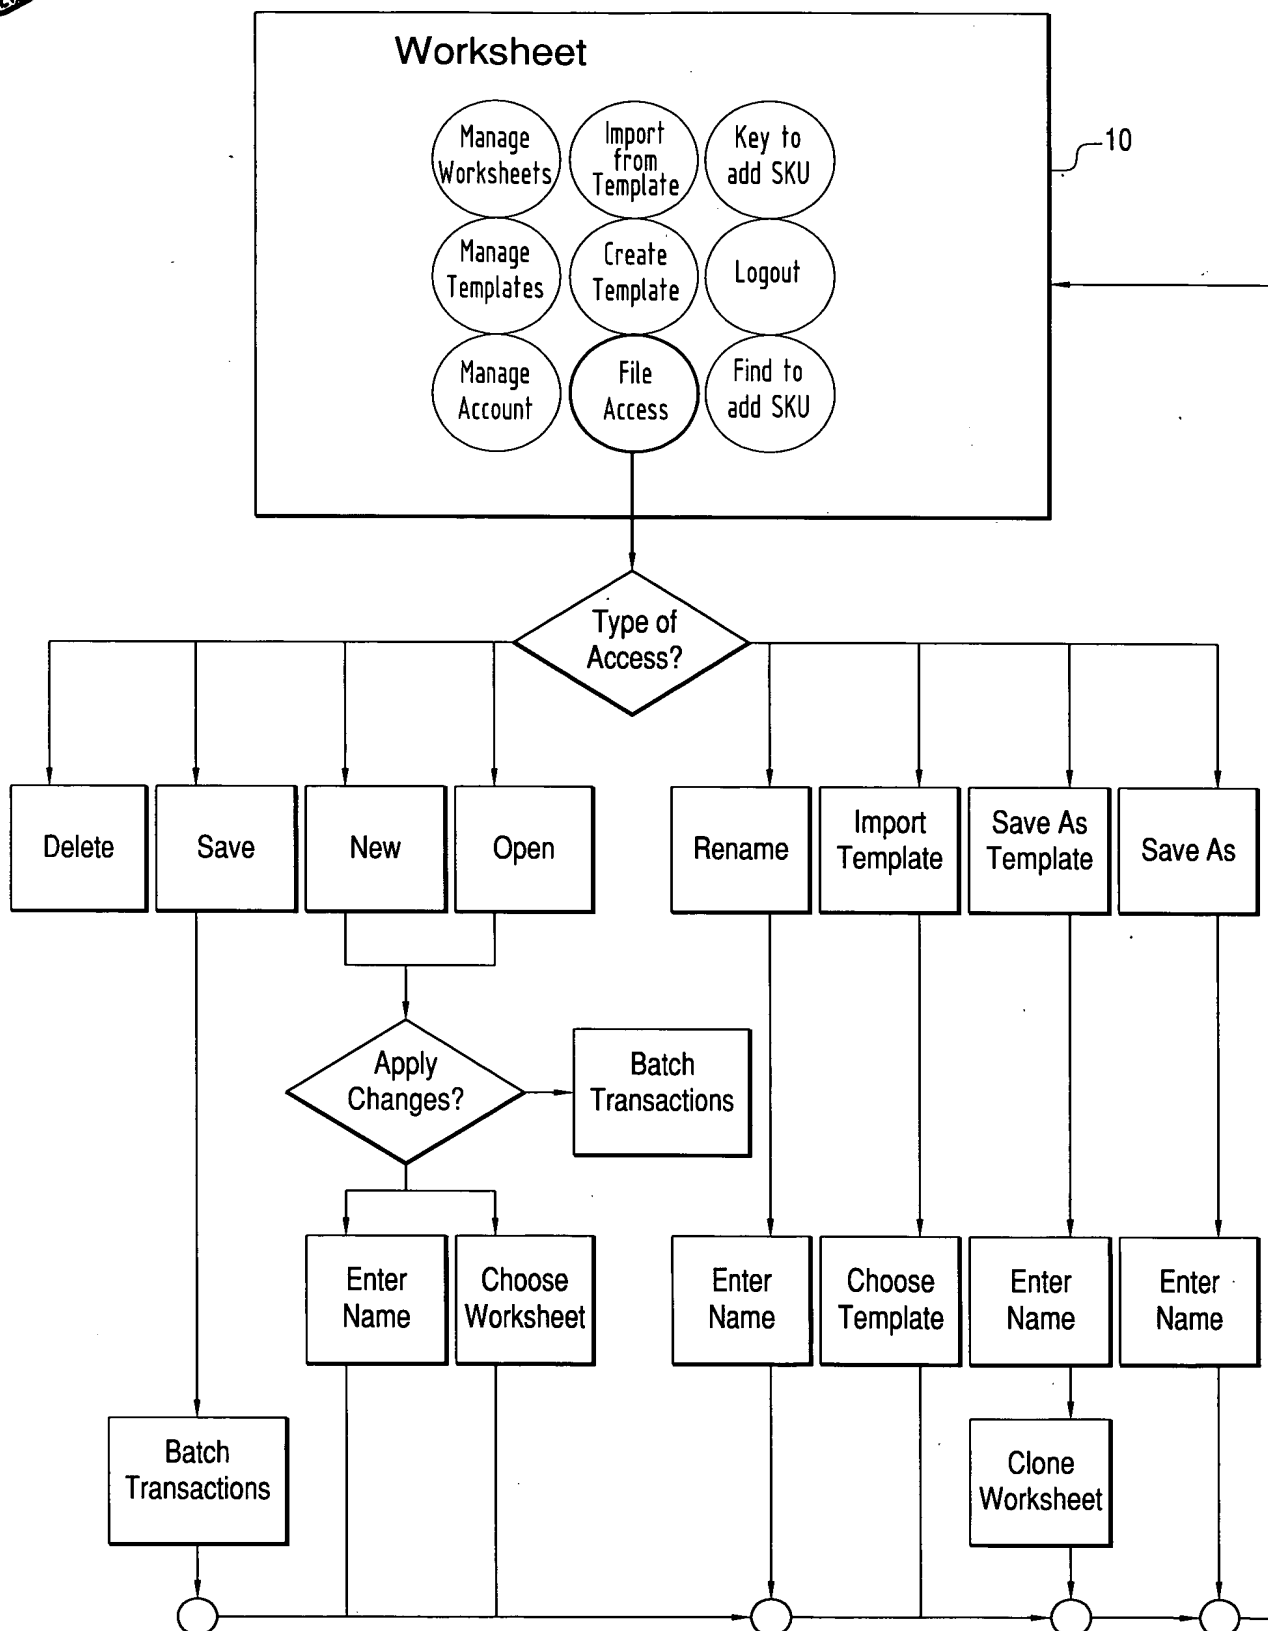 Worksheet
Manage
Worksheets
Import
from
Template
Key to
add SKU
10
Manage
Templates
Create
Template
Logout
Manage
Account
File
Access
Find to
add SKU
Type of
Access?
Delete
Save
New
Open
Rename
Import
Template
Save As
Template
Save As
Apply
Changes?
Batch
Transactions
Enter
Name
Choose
Worksheet
Enter
Name
Choose
Template
Enter
Name
Enter
Name
Batch
Transactions
Clone
Worksheet